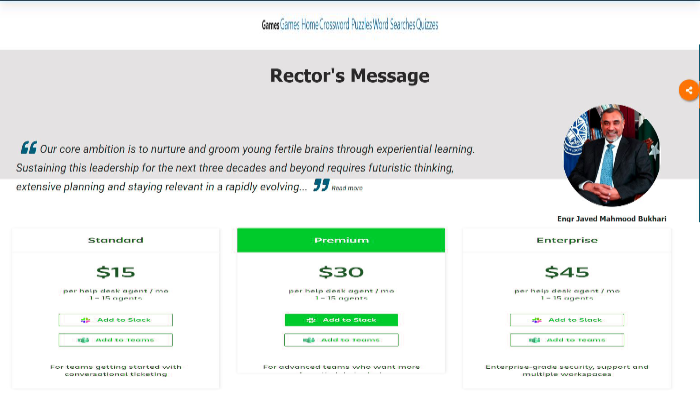 Games Games Home Crossword Puzzles Word Searches Quizzes
Rector's Message
Our core ambition is to nurture and groom young fertile brains through experiential learning.
Sustaining this leadership for the next three decades and beyond requires futuristic thinking,
extensive planning and staying relevant in a rapidly evolving... Read more
Engr Javed Mahmood Bukhari
Standard
$15
per help desk agent / mo
1 – 15 agents
Add to Slack
Add to Teams
For teams getting started with
conversational ticketing
Premium
$30
per help desk agent / mo
1 – 15 agents
Add to Slack
Add to Teams
For advanced teams who want more
Enterprise
$45
per help desk agent / mo
1 – 15 agents
Add to Slack
Add to Teams
Enterprise-grade security, support and
multiple workspaces